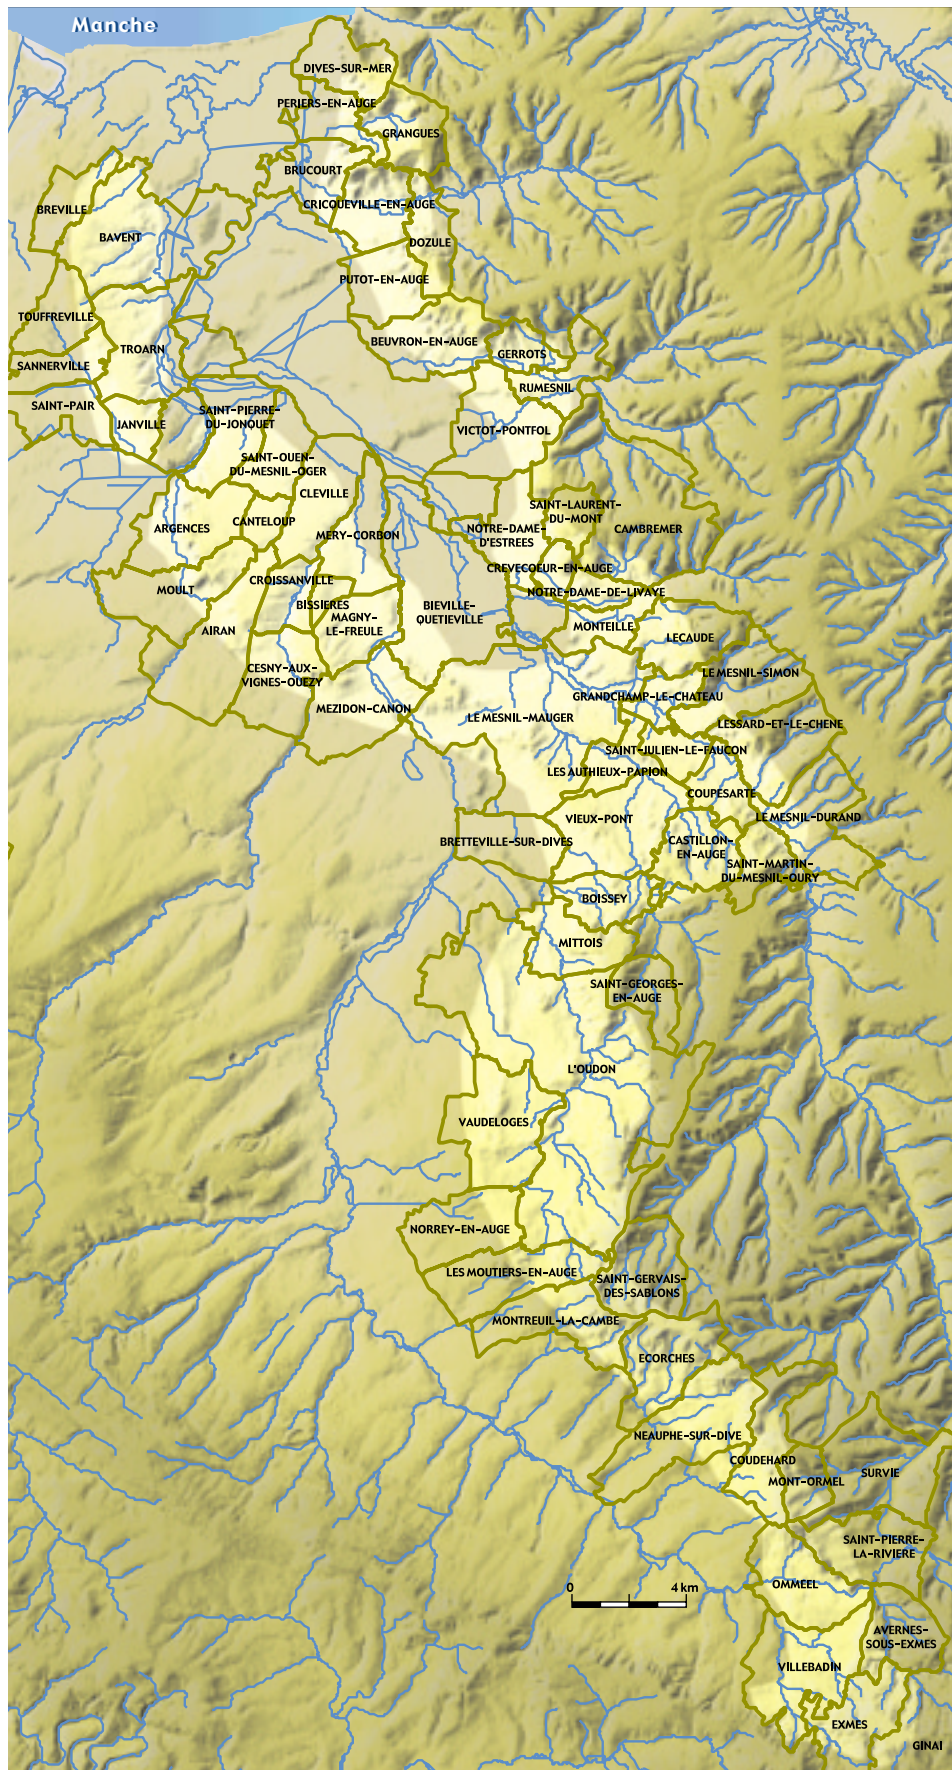 Manche
DIVES-SUR-MER
PERIERS-EN-AUGE
GRANGUES
BRUCOURT
CRICQUEVILLE-EN-AUGE
BREVILLE
BAVENT
DOZULE
PUTOT-EN-AUGE
TOUFFREVILLE
BEUVRON-EN-AUGE
TROARN
GERROTS
SANNERVILLE
RUMESNIL
SAINT-PAIR
SAINT-PIERRE-
DU-JONQUET
JANVILLE
VICTOT-PONTFOL
SAINT-OUEN-
DU-MESNIL-OGER
CLEVILLE
SAINT-LAURENT-
DU-MONT
ARGENCES
CANTELOUP
MERY-CORBON
NOTRE-DAME-
D'ESTREES
CAMBREMER
CREVECOEUR-EN-AUGE
CROISSANVILLE
MOULT
NOTRE-DAME-DE-LIVAYE
BISSIERES
BIEVILLE-
QUETIEVILLE
MAGNY-
LE-FREULE
AIRAN
MONTEILLE
LECAUDE
CESNY-AUX-
VIGNES-OUEZY
LE MESNIL-SIMON
GRANDCHAMP-LE-CHATEAU
MEZIDON-CANON
LE MESNIL-MAUGER
LESSARD-ET-LE-CHENE
SAINT-JULIEN-LE-FAUCON
LES AUTHIEUX-PAPION
COUPESARTE
VIEUX-PONT
LE MESNIL-DURAND
BRETTEVILLE-SUR-DIVES
CASTILLON-
EN-AUGE
SAINT-MARTIN-
DU-MESNIL-OURY
BOISSEY
MITTOIS
SAINT-GEORGES-
EN-AUGE
L'OUDON
VAUDELOGES
NORREY-EN-AUGE
LES MOUTIERS-EN-AUGE
SAINT-GERVAIS-
DES-SABLONS
MONTREUIL-LA-CAMBE
ECORCHES
NEAUPHE-SUR-DIVE
COUDEHARD
MONT-ORMEL
SURVIE
SAINT-PIERRE-
LA-RIVIERE
OMMEEL
0 4 km
AVERNES-
SOUS-EXMES
VILLEBADIN
EXMES
GINAI